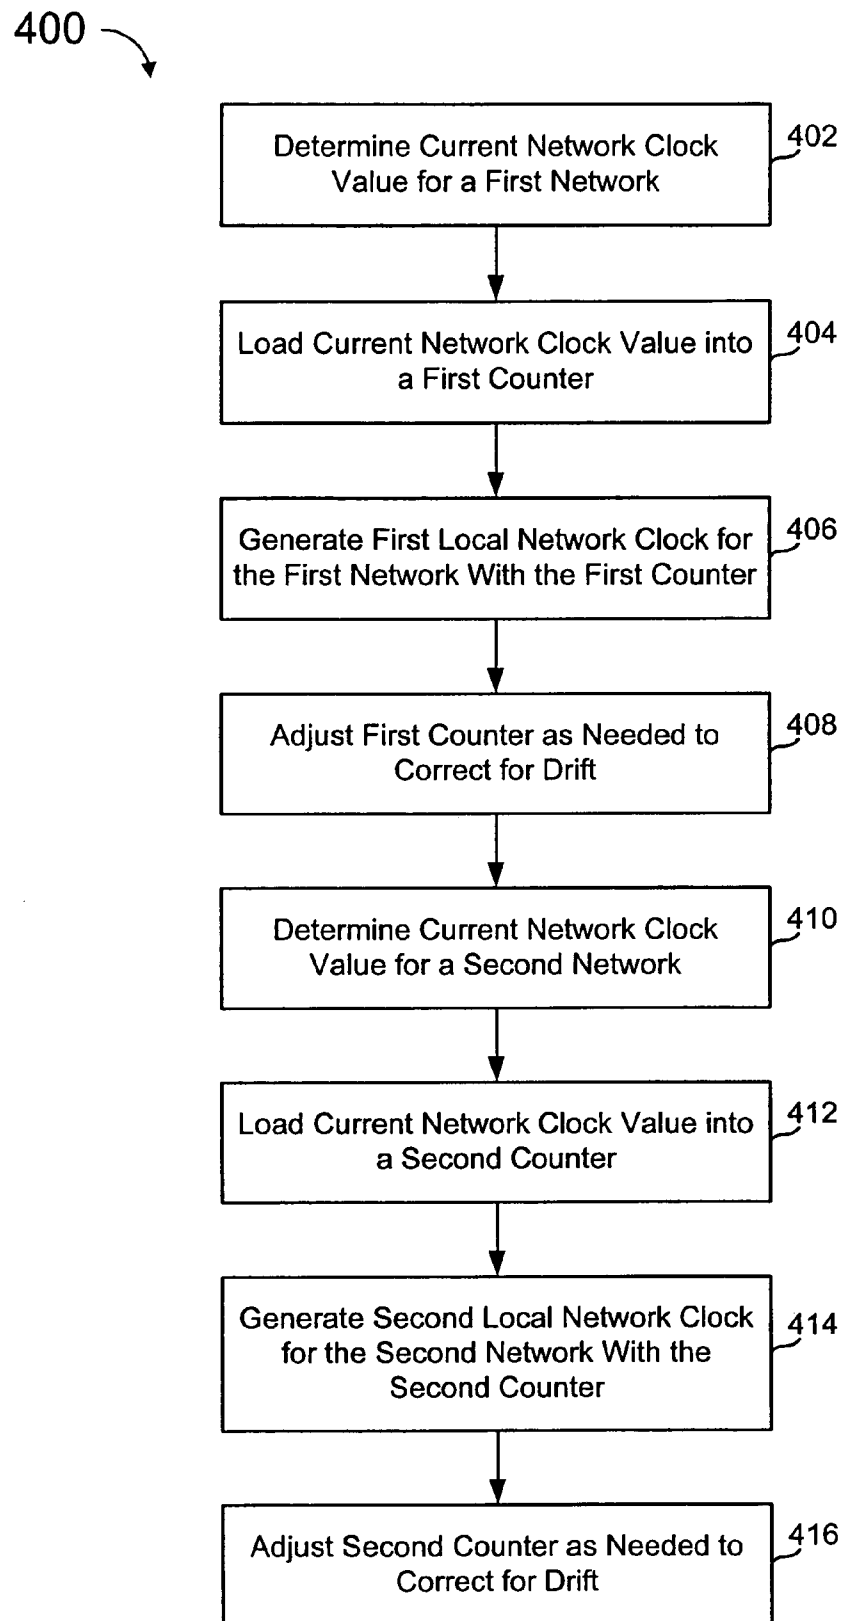 400
Determine Current Network Clock
Value for a First Network
402
Load Current Network Clock Value into
a First Counter
404
Generate First Local Network Clock for
the First Network With the First Counter
406
Adjust First Counter as Needed to
Correct for Drift
408
Determine Current Network Clock
Value for a Second Network
410
Load Current Network Clock Value into
a Second Counter
412
Generate Second Local Network Clock
for the Second Network With the
Second Counter
414
Adjust Second Counter as Needed to
Correct for Drift
416